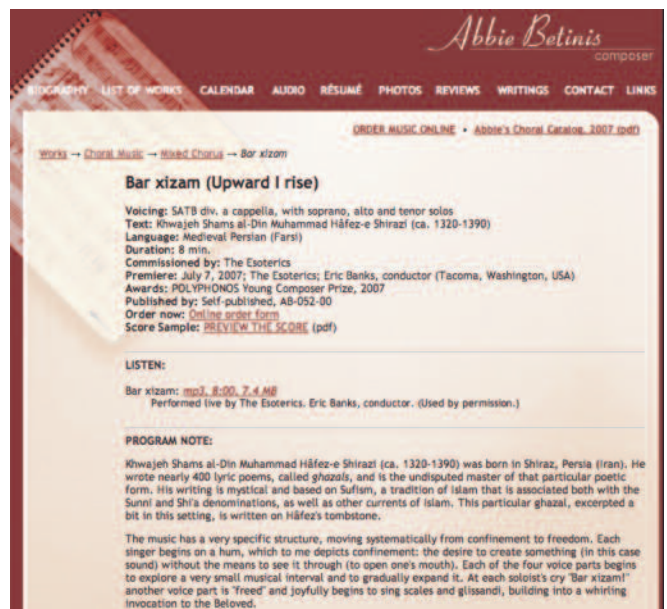 Abbie Betinis
composer
BIOGRAPHY LIST OF WORKS CALENDAR AUDIO RÉSUMÉ PHOTOS REVIEWS WRITINGS CONTACT LINKS
ORDER MUSIC ONLINE • Abbie's Choral Catalog, 2007 (pdf)
Works → Choral Music → Mixed Chorus → Bar xizam
Bar xizam (Upward I rise)
Voicing: SATB div. a cappella, with soprano, alto and tenor solos
Text: Khwajeh Shams al-Din Muhammad Hâfez-e Shirazi (ca. 1320-1390)
Language: Medieval Persian (Farsi)
Duration: 8 min.
Commissioned by: The Esoterics
Premiere: July 7, 2007; The Esoterics; Eric Banks, conductor (Tacoma, Washington, USA)
Awards: POLYPHONOS Young Composer Prize, 2007
Published by: Self-published, AB-052-00
Order now: Online order form
Score Sample: PREVIEW THE SCORE (pdf)
LISTEN:
Bar xizam: mp3, 8:00, 7.4 MB
Performed live by The Esoterics. Eric Banks, conductor. (Used by permission.)
PROGRAM NOTE:
Khwajeh Shams al-Din Muhammad Hâfez-e Shirazi (ca. 1320-1390) was born in Shiraz, Persia (Iran). He
wrote nearly 400 lyric poems, called ghazals, and is the undisputed master of that particular poetic
form. His writing is mystical and based on Sufism, a tradition of Islam that is associated both with the
Sunni and Shi'a denominations, as well as other currents of Islam. This particular ghazal, excerpted a
bit in this setting, is written on Hâfez's tombstone.
The music has a very specific structure, moving systematically from confinement to freedom. Each
singer begins on a hum, which to me depicts confinement: the desire to create something (in this case
sound) without the means to see it through (to open one's mouth). Each of the four voice parts begins
to explore a very small musical interval and to gradually expand it. At each soloist's cry "Bar xizam!"
another voice part is "freed" and joyfully begins to sing scales and glissandi, building into a whirling
invocation to the Beloved.